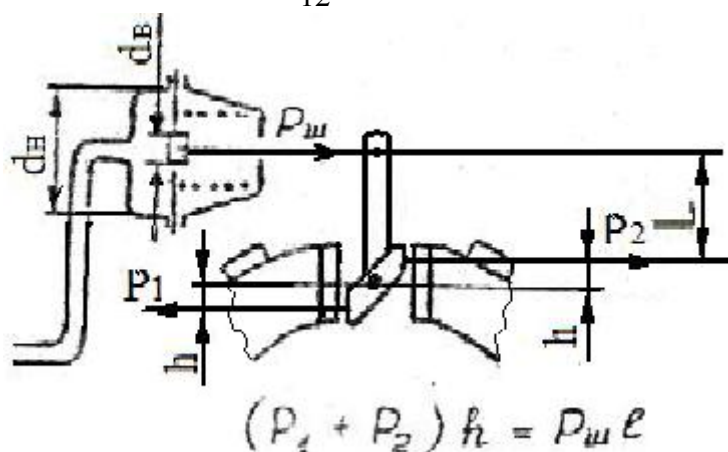 12
dв
dн
Pш
L
P2
P1
h
h
(P1 + P2) h = Pш ℓ